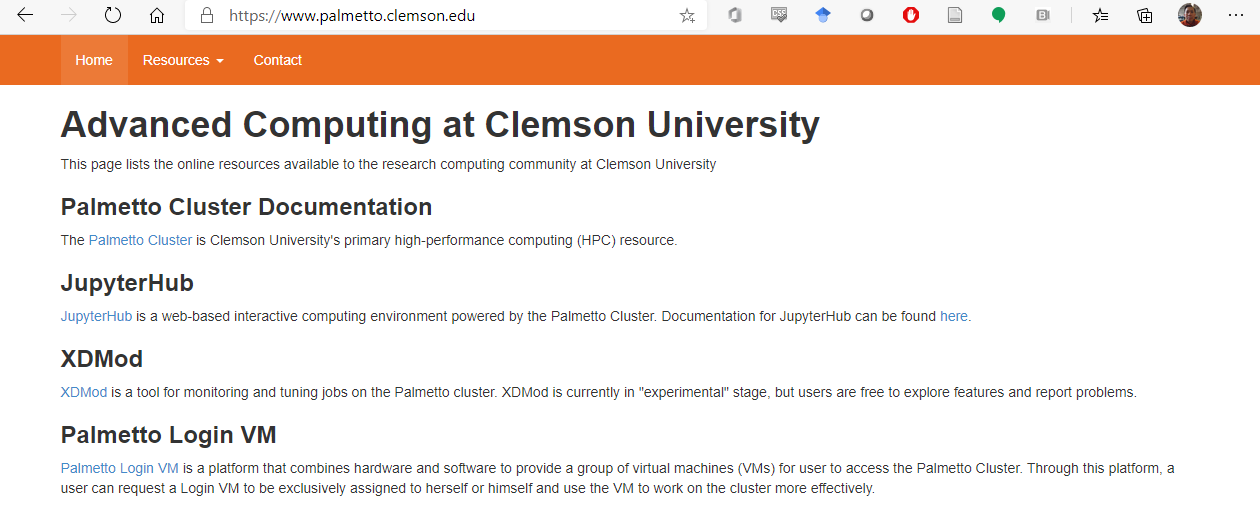 https://www.palmetto.clemson.edu
Home Resources Contact
Advanced Computing at Clemson University
This page lists the online resources available to the research computing community at Clemson University
Palmetto Cluster Documentation
The Palmetto Cluster is Clemson University's primary high-performance computing (HPC) resource.
JupyterHub
JupyterHub is a web-based interactive computing environment powered by the Palmetto Cluster. Documentation for JupyterHub can be found here.
XDMod
XDMod is a tool for monitoring and tuning jobs on the Palmetto cluster. XDMod is currently in "experimental" stage, but users are free to explore features and report problems.
Palmetto Login VM
Palmetto Login VM is a platform that combines hardware and software to provide a group of virtual machines (VMs) for user to access the Palmetto Cluster. Through this platform, a
user can request a Login VM to be exclusively assigned to herself or himself and use the VM to work on the cluster more effectively.